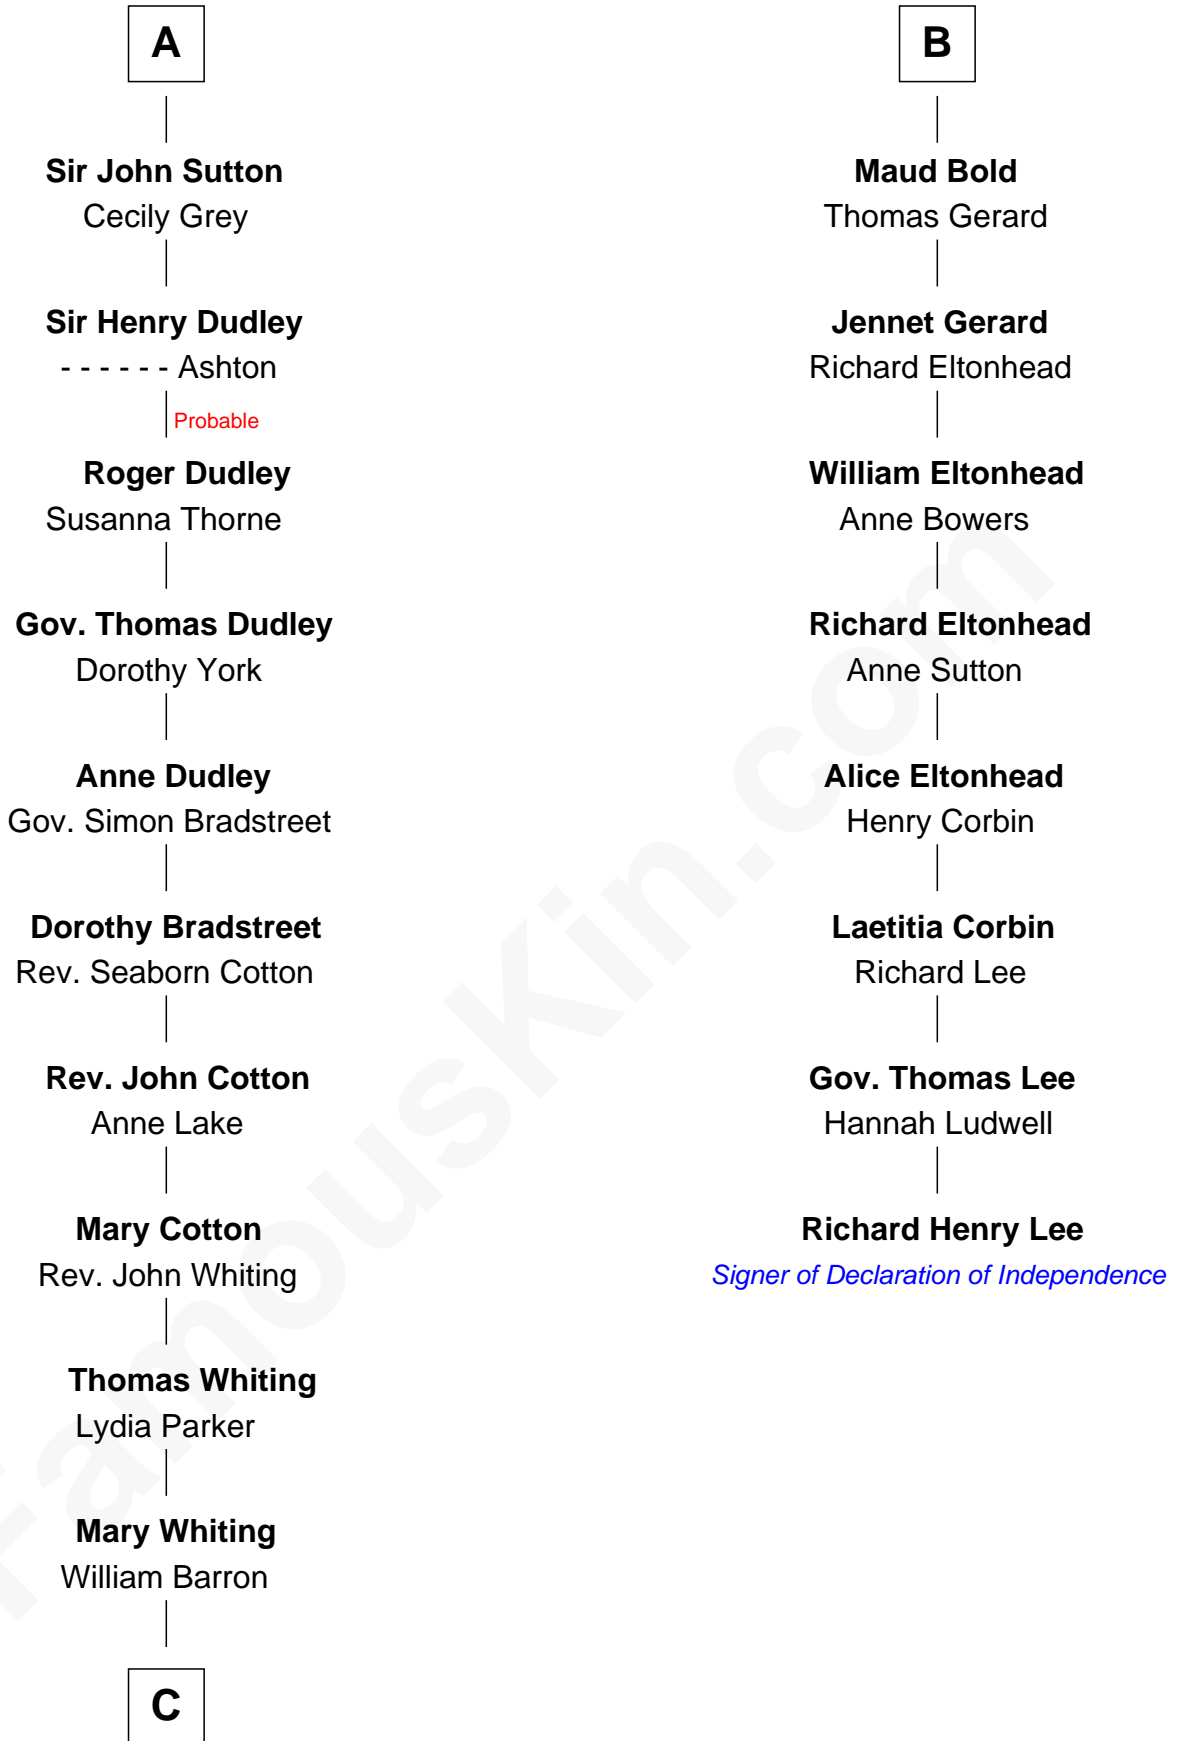 A
Sir John Sutton
Cecily Grey
Sir Henry Dudley
- - - - - - Ashton
Probable
Roger Dudley
Susanna Thorne
Gov. Thomas Dudley
Dorothy York
Anne Dudley
Gov. Simon Bradstreet
Dorothy Bradstreet
Rev. Seaborn Cotton
Rev. John Cotton
Anne Lake
Mary Cotton
Rev. John Whiting
Thomas Whiting
Lydia Parker
Mary Whiting
William Barron
C
B
Maud Bold
Thomas Gerard
Jennet Gerard
Richard Eltonhead
William Eltonhead
Anne Bowers
Richard Eltonhead
Anne Sutton
Alice Eltonhead
Henry Corbin
Laetitia Corbin
Richard Lee
Gov. Thomas Lee
Hannah Ludwell
Richard Henry Lee
Signer of Declaration of Independence
FamousKin.com